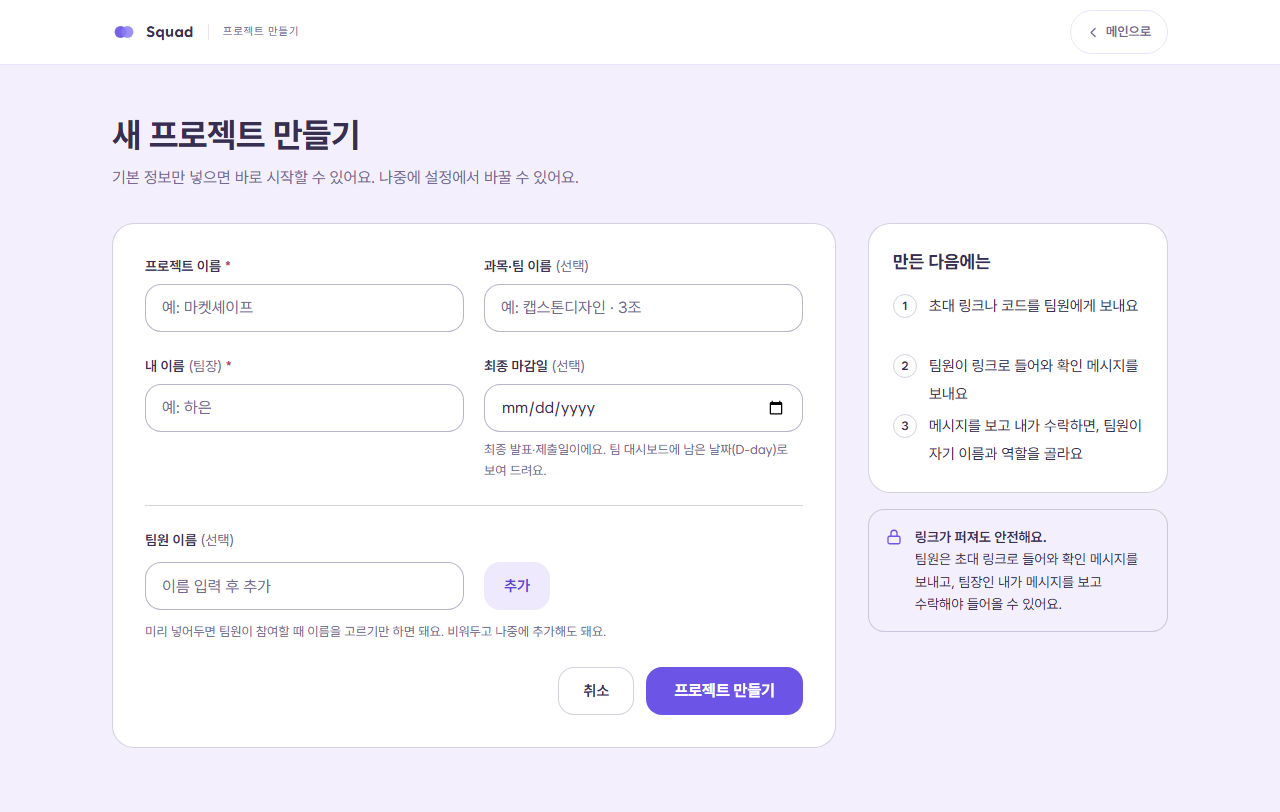 Squad
프로젝트 만들기
메인으로
새 프로젝트 만들기
기본 정보만 넣으면 바로 시작할 수 있어요. 나중에 설정에서 바꿀 수 있어요.
프로젝트 이름 *
예: 마켓셰이프
과목·팀 이름 (선택)
예: 캡스톤디자인 · 3조
내 이름 (팀장) *
예: 하은
최종 마감일 (선택)
mm/dd/yyyy
최종 발표·제출일이에요. 팀 대시보드에 남은 날짜(D-day)로
보여 드려요.
팀원 이름 (선택)
이름 입력 후 추가
추가
미리 넣어두면 팀원이 참여할 때 이름을 고르기만 하면 돼요. 비워두고 나중에 추가해도 돼요.
취소
프로젝트 만들기
만든 다음에는
1 초대 링크나 코드를 팀원에게 보내요
2 팀원이 링크로 들어와 확인 메시지를
보내요
3 메시지를 보고 내가 수락하면, 팀원이
자기 이름과 역할을 골라요
링크가 퍼져도 안전해요.
팀원은 초대 링크로 들어와 확인 메시지를
보내고, 팀장인 내가 메시지를 보고
수락해야 들어올 수 있어요.